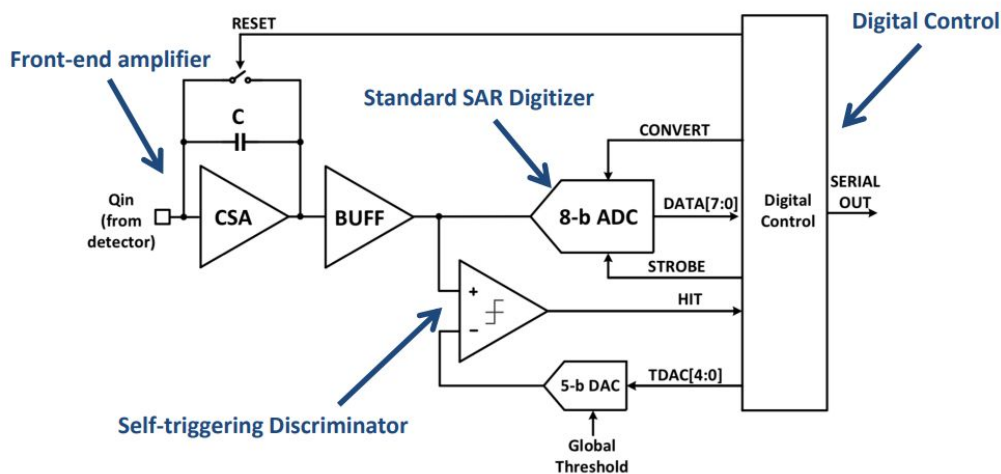 RESET
Digital Control
Front-end amplifier
Standard SAR Digitizer
C
CONVERT
Qin
(from
detector)
CSA
BUFF
8-b ADC
DATA[7:0]
Digital
Control
SERIAL
OUT
STROBE
+
HIT
−
5-b DAC
TDAC[4:0]
Self-triggering Discriminator
Global
Threshold